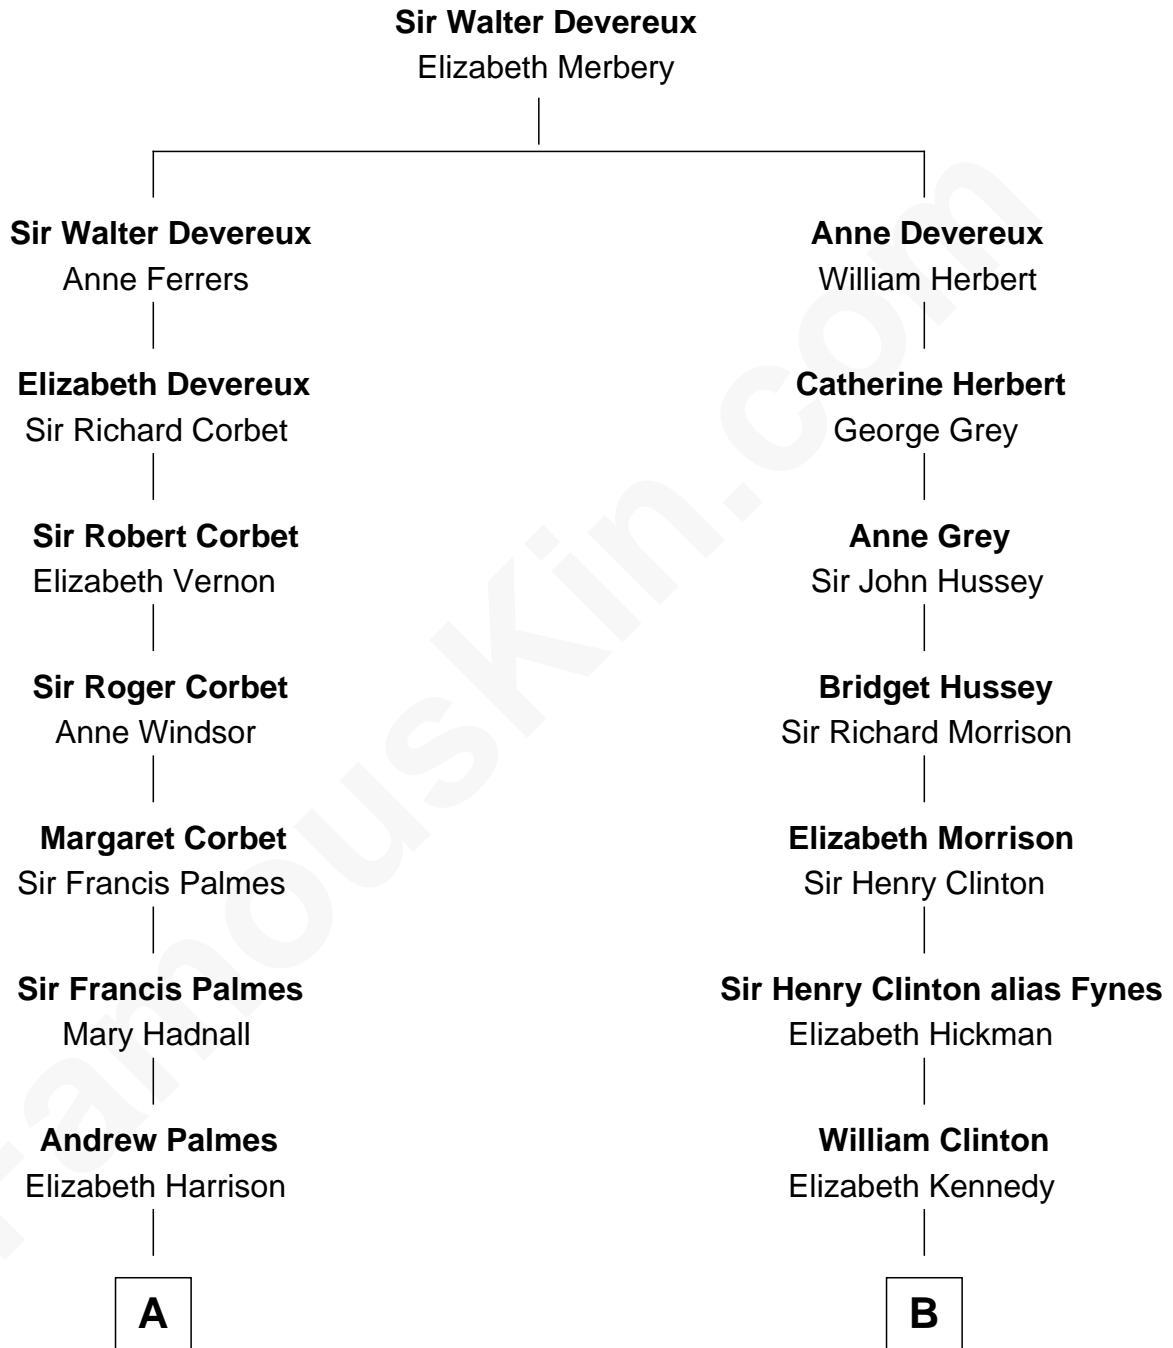 Sir Walter Devereux
Elizabeth Merbery
Sir Walter Devereux
Anne Ferrers
Elizabeth Devereux
Sir Richard Corbet
Sir Robert Corbet
Elizabeth Vernon
Sir Roger Corbet
Anne Windsor
Margaret Corbet
Sir Francis Palmes
Sir Francis Palmes
Mary Hadnall
Andrew Palmes
Elizabeth Harrison
A
Anne Devereux
William Herbert
Catherine Herbert
George Grey
Anne Grey
Sir John Hussey
Bridget Hussey
Sir Richard Morrison
Elizabeth Morrison
Sir Henry Clinton
Sir Henry Clinton alias Fynes
Elizabeth Hickman
William Clinton
Elizabeth Kennedy
B
FamousKin.com